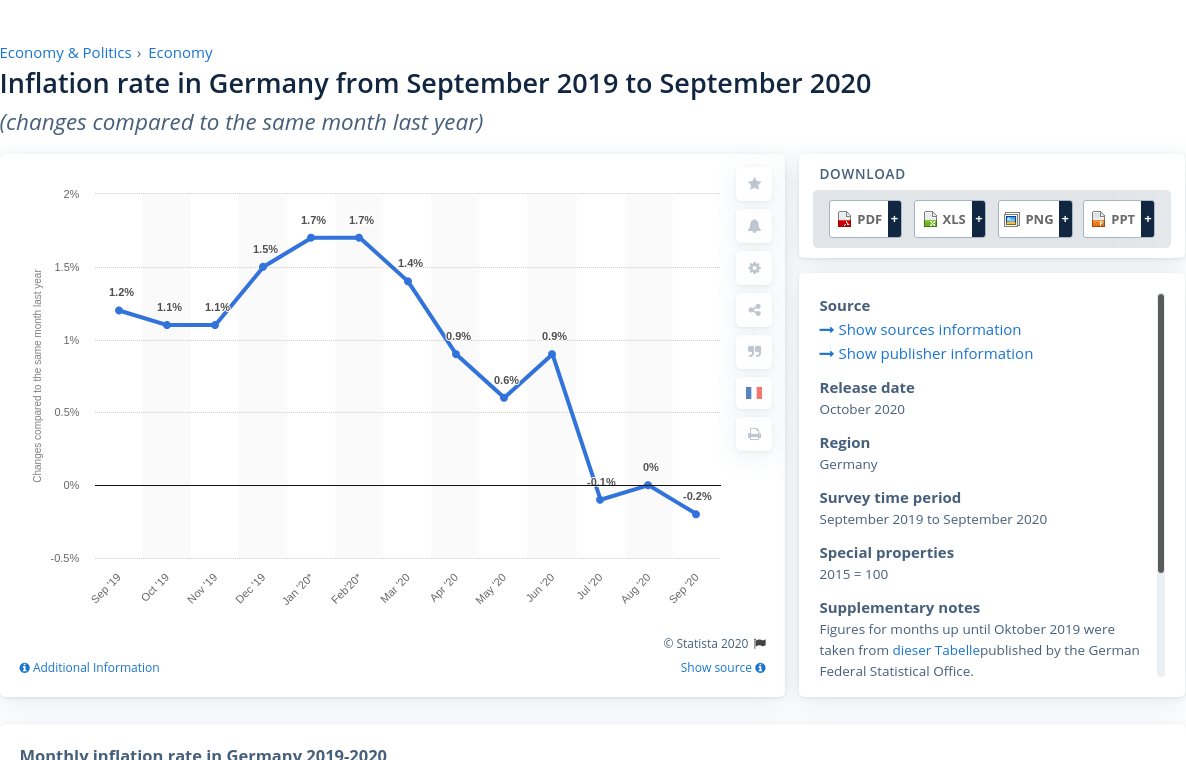 Economy & Politics › Economy
Inflation rate in Germany from September 2019 to September 2020
(changes compared to the same month last year)
Changes compared to the same month last year
2%
1.5%
1%
0.5%
0%
-0.5%
1.2%
1.1%
1.1%
1.5%
1.7%
1.7%
1.4%
0.9%
0.6%
0.9%
-0.1%
0%
-0.2%
Sep '19
Oct '19
Nov '19
Dec '19
Jan '20*
Feb'20*
Mar '20
Apr '20
May '20
Jun '20
Jul '20
Aug '20
Sep '20
© Statista 2020
Additional Information
Show source
DOWNLOAD
PDF + XLS + PNG + PPT +
Source
Show sources information
Show publisher information
Release date
October 2020
Region
Germany
Survey time period
September 2019 to September 2020
Special properties
2015 = 100
Supplementary notes
Figures for months up until Oktober 2019 were
taken from dieser Tabellepublished by the German
Federal Statistical Office.
Monthly inflation rate in Germany 2019-2020